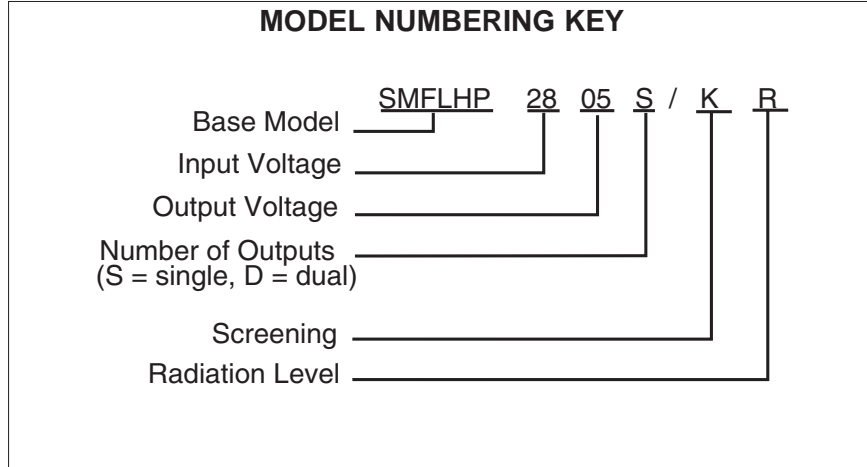 MODEL NUMBERING KEY
SMFLHP 28 05 S / K R
Base Model
Input Voltage
Output Voltage
Number of Outputs
(S = single, D = dual)
Screening
Radiation Level